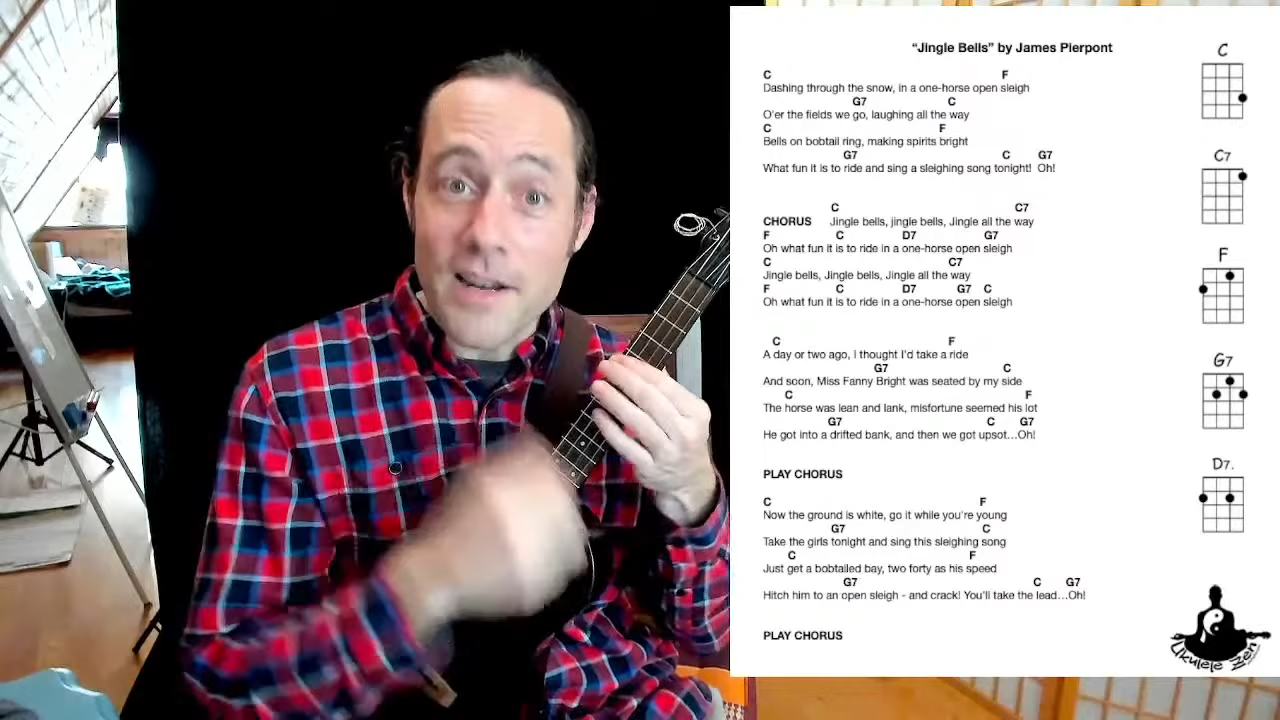 “Jingle Bells” by James Pierpont
C F
Dashing through the snow, in a one-horse open sleigh
G7 C
O'er the fields we go, laughing all the way
C F
Bells on bobtail ring, making spirits bright
G7 C G7
What fun it is to ride and sing a sleighing song tonight! Oh!
C C7
CHORUS Jingle bells, jingle bells, Jingle all the way
F C D7 G7
Oh what fun it is to ride in a one-horse open sleigh
C C7
Jingle bells, Jingle bells, Jingle all the way
F C D7 G7 C
Oh what fun it is to ride in a one-horse open sleigh
C F
A day or two ago, I thought I'd take a ride
G7 C
And soon, Miss Fanny Bright was seated by my side
C F
The horse was lean and lank, misfortune seemed his lot
G7 C G7
He got into a drifted bank, and then we got upsot…Oh!
PLAY CHORUS
C F
Now the ground is white, go it while you're young
G7 C
Take the girls tonight and sing this sleighing song
C F
Just get a bobtailed bay, two forty as his speed
G7 C G7
Hitch him to an open sleigh - and crack! You'll take the lead…Oh!
PLAY CHORUS
C
C7
F
G7
D7.
Ukulele Zen